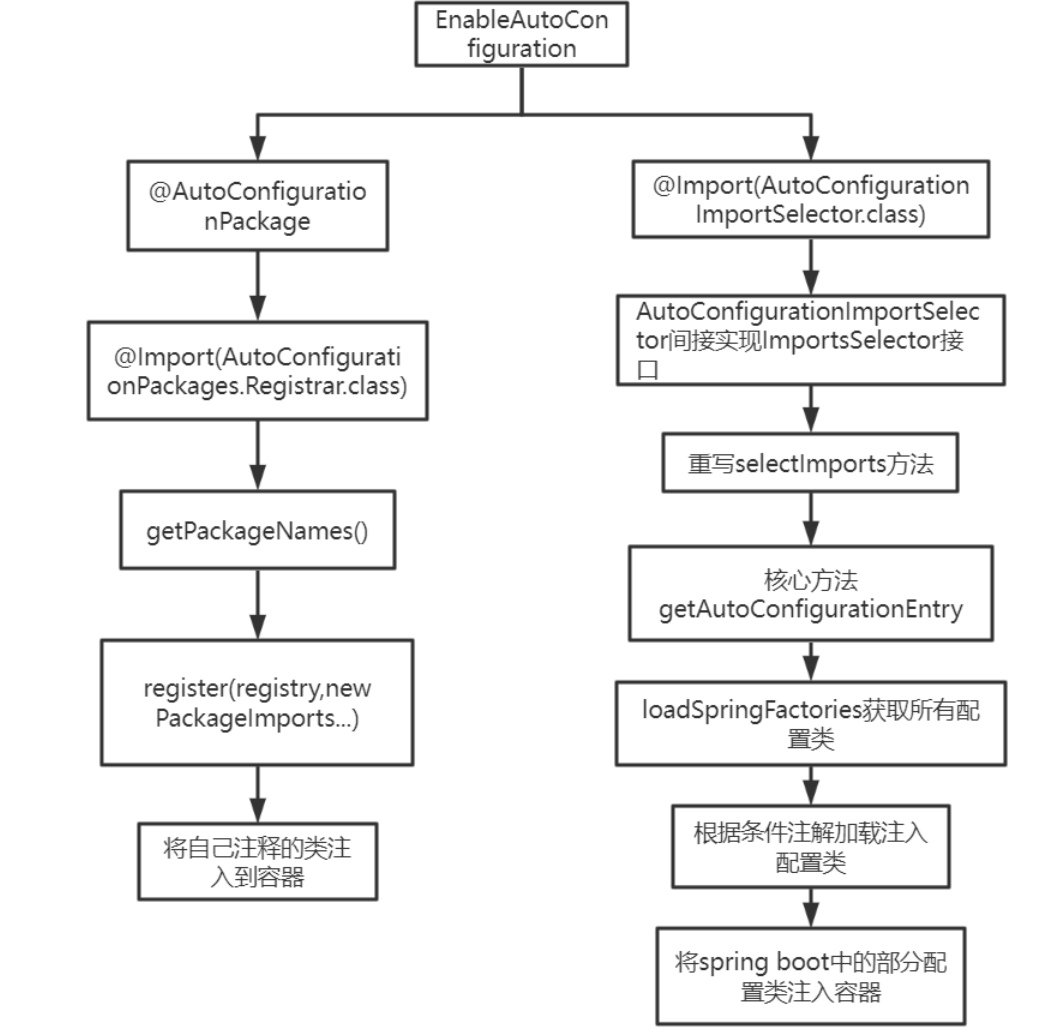 EnableAutoCon
figuration
@AutoConfiguratio
nPackage
@Import(AutoConfigurati
onPackages.Registrar.class)
getPackageNames()
register(registry,new
PackageImports...)
将自己注释的类注
入到容器
@Import(AutoConfiguration
ImportSelector.class)
AutoConfigurationImportSelec
tor间接实现ImportsSelector接
口
重写selectImports方法
核心方法
getAutoConfigurationEntry
loadSpringFactories获取所有配
置类
根据条件注解加载注入
配置类
将spring boot中的部分配
置类注入容器